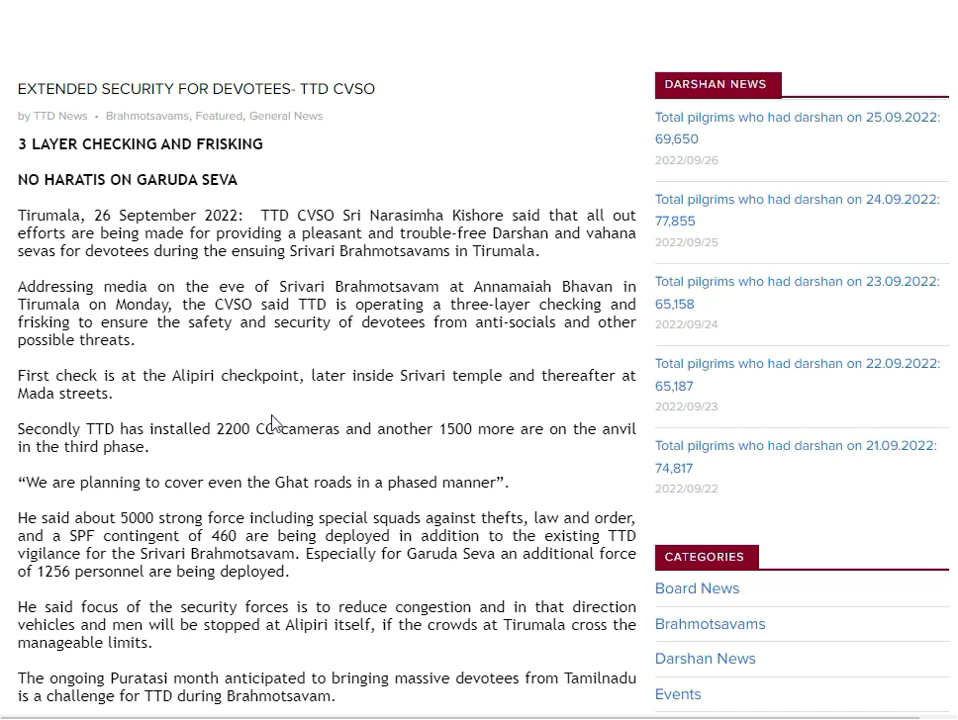 EXTENDED SECURITY FOR DEVOTEES- TTD CVSO
by TTD News • Brahmotsavams, Featured, General News
3 LAYER CHECKING AND FRISKING
NO HARATIS ON GARUDA SEVA
Tirumala, 26 September 2022: TTD CVSO Sri Narasimha Kishore said that all out
efforts are being made for providing a pleasant and trouble-free Darshan and vahana
sevas for devotees during the ensuing Srivari Brahmotsavams in Tirumala.
Addressing media on the eve of Srivari Brahmotsavam at Annamaiah Bhavan in
Tirumala on Monday, the CVSO said TTD is operating a three-layer checking and
frisking to ensure the safety and security of devotees from anti-socials and other
possible threats.
First check is at the Alipiri checkpoint, later inside Srivari temple and thereafter at
Mada streets.
Secondly TTD has installed 2200 CC cameras and another 1500 more are on the anvil
in the third phase.
“We are planning to cover even the Ghat roads in a phased manner”.
He said about 5000 strong force including special squads against thefts, law and order,
and a SPF contingent of 460 are being deployed in addition to the existing TTD
vigilance for the Srivari Brahmotsavam. Especially for Garuda Seva an additional force
of 1256 personnel are being deployed.
He said focus of the security forces is to reduce congestion and in that direction
vehicles and men will be stopped at Alipiri itself, if the crowds at Tirumala cross the
manageable limits.
The ongoing Puratasi month anticipated to bringing massive devotees from Tamilnadu
is a challenge for TTD during Brahmotsavam.
DARSHAN NEWS
Total pilgrims who had darshan on 25.09.2022:
69,650
2022/09/26
Total pilgrims who had darshan on 24.09.2022:
77,855
2022/09/25
Total pilgrims who had darshan on 23.09.2022:
65,158
2022/09/24
Total pilgrims who had darshan on 22.09.2022:
65,187
2022/09/23
Total pilgrims who had darshan on 21.09.2022:
74,817
2022/09/22
CATEGORIES
Board News
Brahmotsavams
Darshan News
Events